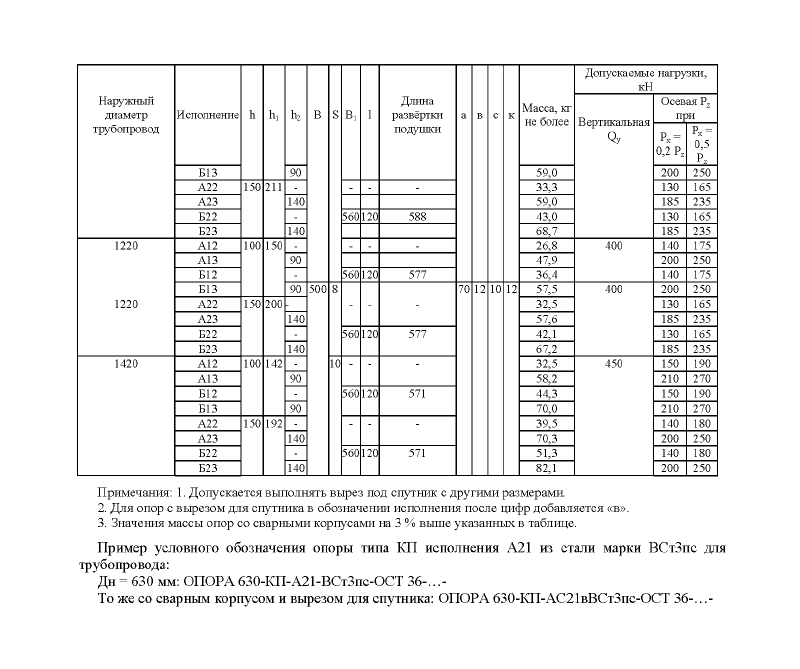 Наружный диаметр трубопровод | Исполнение | h | h₁ | h₂ | B | S | B₁ | l | Длина развёртки подушки | а | в | с | к | Масса, кг не более | Допускаемые нагрузки, кН
Вертикальная Qy | Осевая Pz при
Px = 0,2 Pz | Px = 0,5 Pz
Б13 90 59,0 200 250
А22 150 211 - - - - 33,3 130 165
А23 140 59,0 185 235
Б22 - 560 120 588 43,0 130 165
Б23 140 68,7 185 235
1220 А12 100 150 - - - - 26,8 400 140 175
А13 90 47,9 200 250
Б12 - 560 120 577 36,4 140 175
Б13 90 500 8 70 12 10 12 57,5 400 200 250
1220 А22 150 200 - - - - 32,5 130 165
А23 140 57,6 185 235
Б22 - 560 120 577 42,1 130 165
Б23 140 67,2 185 235
1420 А12 100 142 - 10 - - - 32,5 450 150 190
А13 90 58,2 210 270
Б12 - 560 120 571 44,3 150 190
Б13 90 70,0 210 270
А22 150 192 - - - - 39,5 140 180
А23 140 70,3 200 250
Б22 - 560 120 571 51,3 140 180
Б23 140 82,1 200 250
Примечания: 1. Допускается выполнять вырез под спутник с другими размерами.
2. Для опор с вырезом для спутника в обозначении исполнения после цифр добавляется «в».
3. Значения массы опор со сварными корпусами на 3 % выше указанных в таблице.
Пример условного обозначения опоры типа КП исполнения А21 из стали марки ВСт3пс для
трубопровода:
Дн = 630 мм: ОПОРА 630-КП-А21-ВСт3пс-ОСТ 36-…-
То же со сварным корпусом и вырезом для спутника: ОПОРА 630-КП-АС21вВСт3пс-ОСТ 36-…-